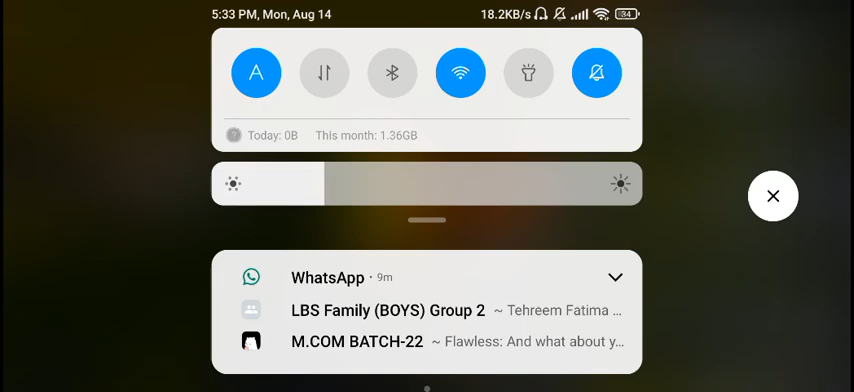 5:33 PM, Mon, Aug 14 18.2KB/s 34
A
Today: 0B This month: 1.36GB
WhatsApp · 9m
LBS Family (BOYS) Group 2 ~ Tehreem Fatima ...
M.COM BATCH-22 ~ Flawless: And what about y...